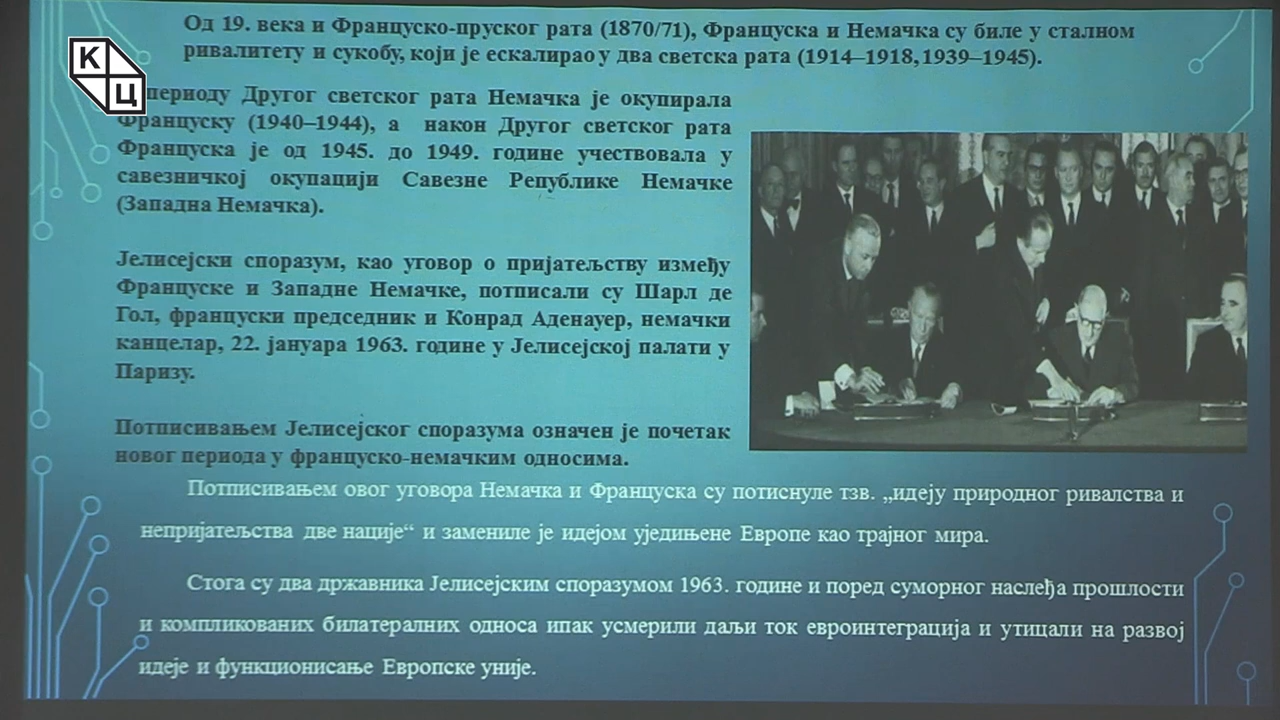 Од 19. века и Француско-пруског рата (1870/71), Француска и Немачка су биле у сталном
ривалитету и сукобу, који је ескалирао у два светска рата (1914–1918,1939–1945).
КЦ
периоду Другог светског рата Немачка је окупирала
Француску (1940–1944), а након Другог светског рата
Француска је од 1945. до 1949. године учествовала у
савезничкој окупацији Савезне Републике Немачке
(Западна Немачка).
Јелисејски споразум, као уговор о пријатељству између
Француске и Западне Немачке, потписали су Шарл де
Гол, француски председник и Конрад Аденауер, немачки
канцелар, 22. јануара 1963. године у Јелисејској палати у
Паризу.
Потписивањем Јелисејског споразума означен је почетак
новог периода у француско-немачким односима.
Потписивањем овог уговора Немачка и Француска су потиснуле тзв. „идеју природног ривалства и
непријатељства две нације“ и замениле је идејом уједињене Европе као трајног мира.
Стога су два државника Јелисејским споразумом 1963. године и поред суморног наслеђа прошлости
и компликованих билатералних односа ипак усмерили даљи ток евроинтеграција и утицали на развој
идеје и функционисање Европске уније.